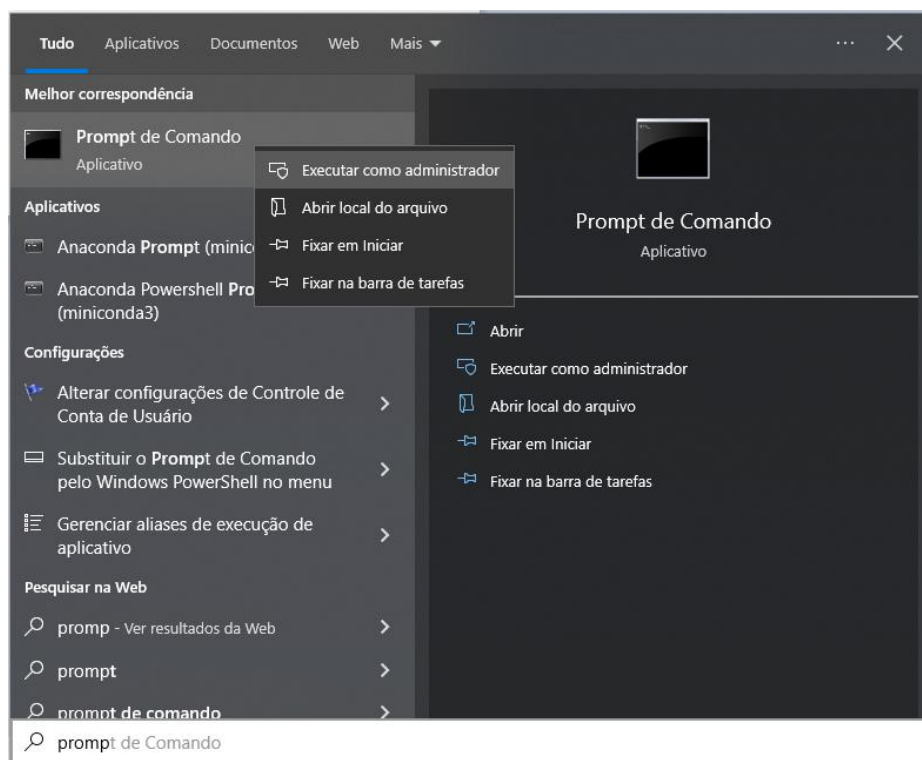 Tudo Aplicativos Documentos Web Mais
Melhor correspondência
Prompt de Comando
Aplicativo
Executar como administrador
Abrir local do arquivo
Fixar em Iniciar
Fixar na barra de tarefas
Aplicativos
Anaconda Prompt (minic
Anaconda Powershell Pro
(miniconda3)
Configurações
Alterar configurações de Controle de
Conta de Usuário
Substituir o Prompt de Comando
pelo Windows PowerShell no menu
Gerenciar aliases de execução de
aplicativo
Pesquisar na Web
promp - Ver resultados da Web
prompt
prompt de comando
prompt de Comando
Prompt de Comando
Aplicativo
Abrir
Executar como administrador
Abrir local do arquivo
Fixar em Iniciar
Fixar na barra de tarefas